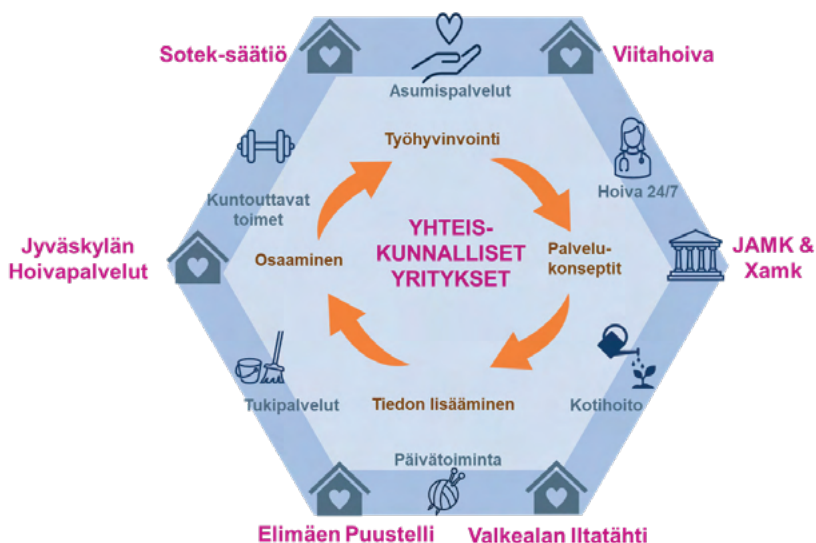 Sotek-säätiö
Viitahoiva
Asumispalvelut
Työhyvinvointi
Kuntouttavat
toimet
Hoiva 24/7
Jyväskylän
Hoivapalvelut
Osaaminen
YHTEIS-
KUNNALLISET
YRITYKSET
Palvelu-
konseptit
JAMK &
Xamk
Tukipalvelut
Tiedon lisääminen
Kotihoito
Päivätoiminta
Elimäen Puustelli
Valkealan Iltatähti